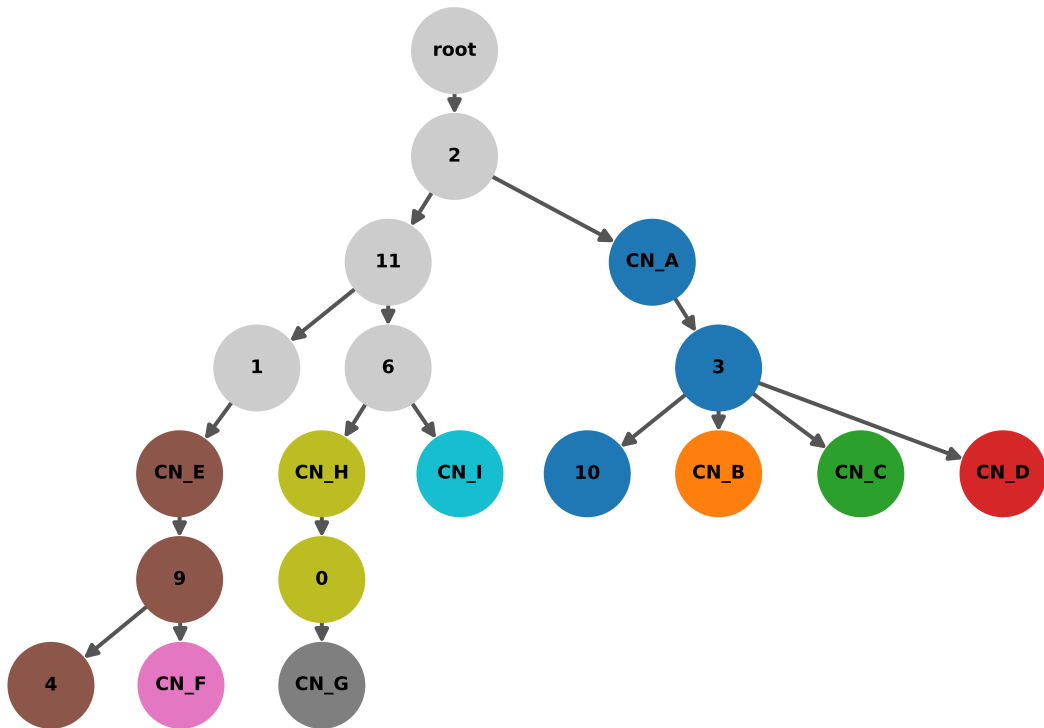 root
2
11
CN_A
1
6
3
CN_E
CN_H
CN_I
10
CN_B
CN_C
CN_D
9
0
4
CN_F
CN_G